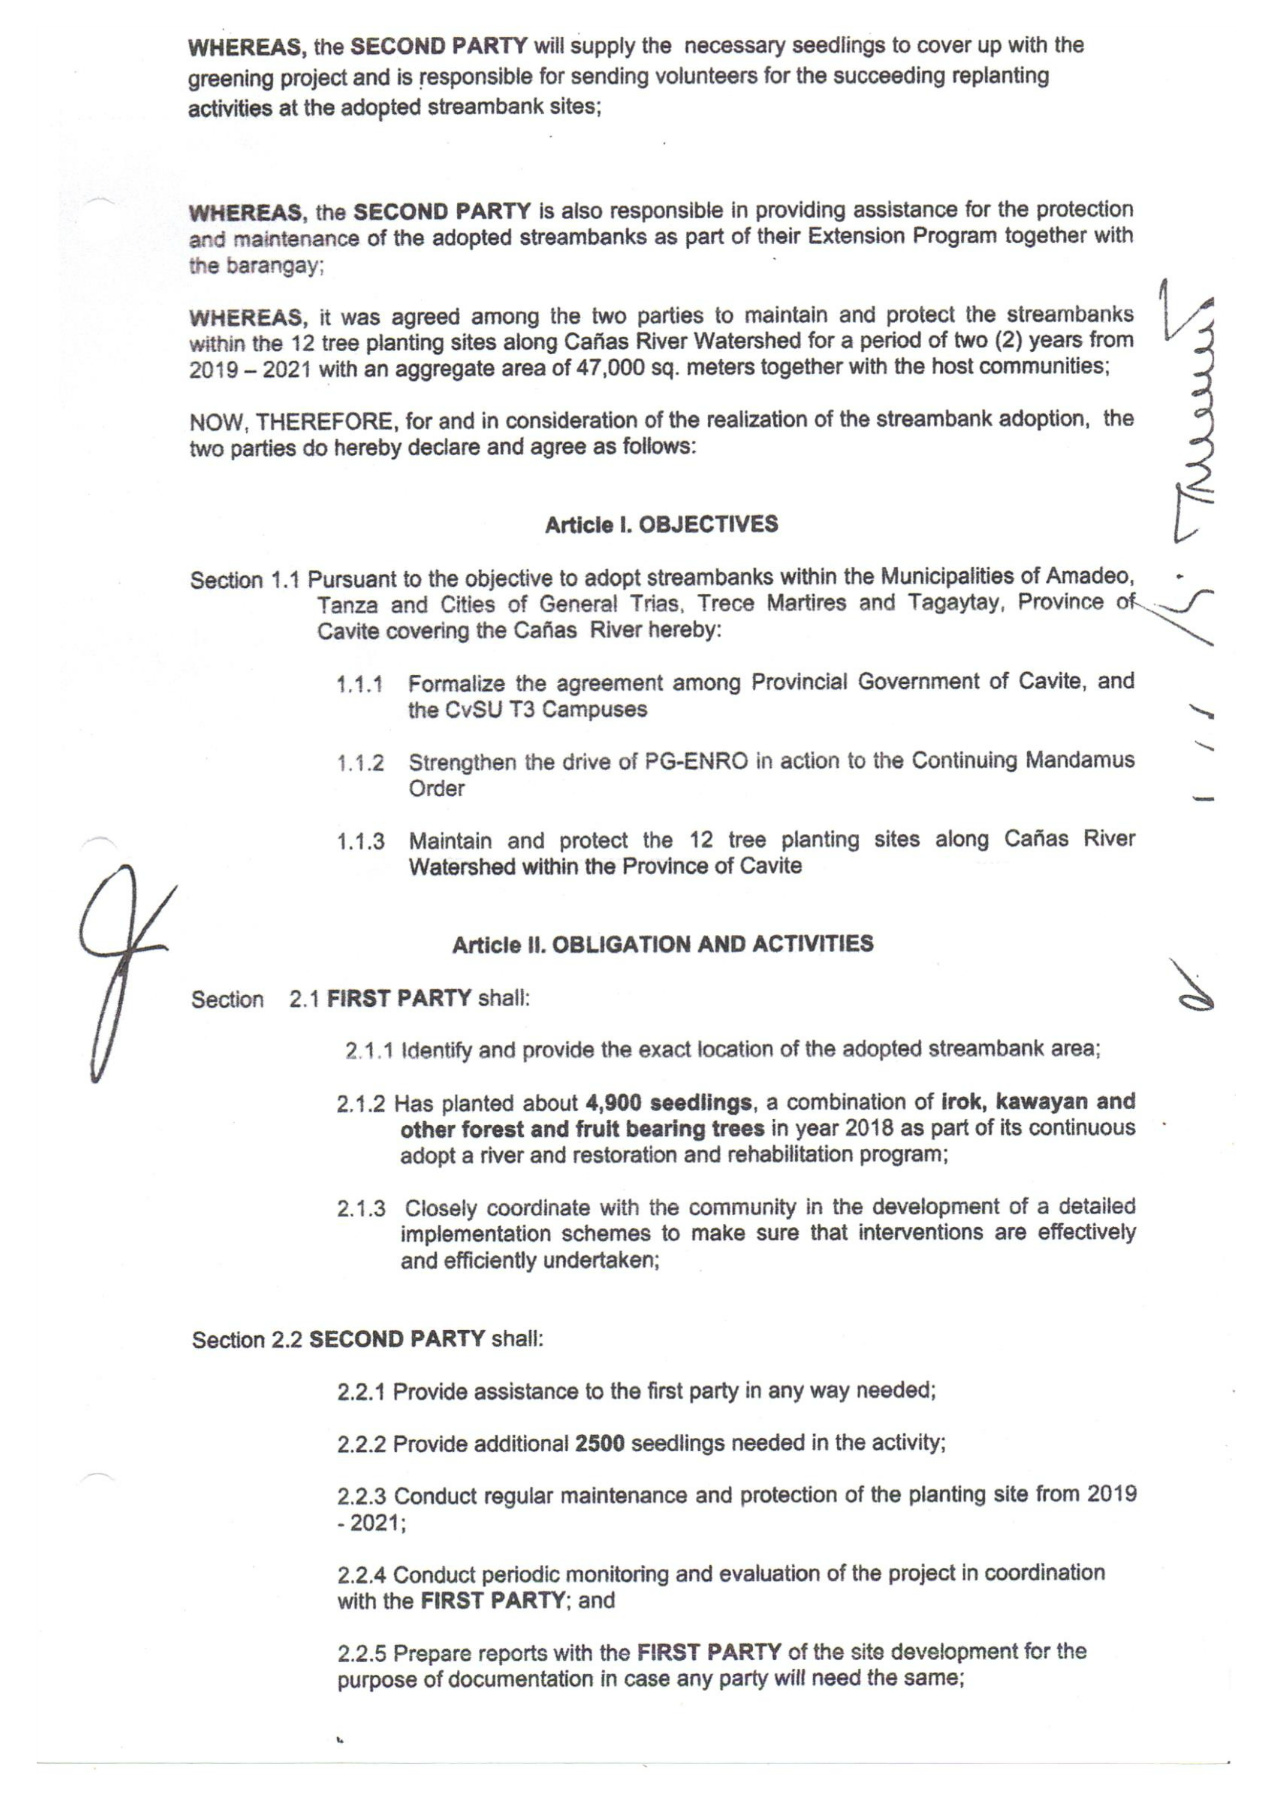 WHEREAS, the SECOND PARTY will supply the necessary seedlings to cover up with the
greening project and is responsible for sending volunteers for the succeeding replanting
activities at the adopted streambank sites;
WHEREAS, the SECOND PARTY is also responsible in providing assistance for the protection
and maintenance of the adopted streambanks as part of their Extension Program together with
the barangay;
WHEREAS, it was agreed among the two parties to maintain and protect the streambanks
within the 12 tree planting sites along Cañas River Watershed for a period of two (2) years from
2019 – 2021 with an aggregate area of 47,000 sq. meters together with the host communities;
NOW, THEREFORE, for and in consideration of the realization of the streambank adoption, the
two parties do hereby declare and agree as follows:
Article I. OBJECTIVES
Section 1.1 Pursuant to the objective to adopt streambanks within the Municipalities of Amadeo,
Tanza and Cities of General Trias, Trece Martires and Tagaytay, Province of
Cavite covering the Cañas River hereby:
1.1.1 Formalize the agreement among Provincial Government of Cavite, and
the CvSU T3 Campuses
1.1.2 Strengthen the drive of PG-ENRO in action to the Continuing Mandamus
Order
1.1.3 Maintain and protect the 12 tree planting sites along Cañas River
Watershed within the Province of Cavite
Article II. OBLIGATION AND ACTIVITIES
Section 2.1 FIRST PARTY shall:
2.1.1 Identify and provide the exact location of the adopted streambank area;
2.1.2 Has planted about 4,900 seedlings, a combination of irok, kawayan and
other forest and fruit bearing trees in year 2018 as part of its continuous
adopt a river and restoration and rehabilitation program;
2.1.3 Closely coordinate with the community in the development of a detailed
implementation schemes to make sure that interventions are effectively
and efficiently undertaken;
Section 2.2 SECOND PARTY shall:
2.2.1 Provide assistance to the first party in any way needed;
2.2.2 Provide additional 2500 seedlings needed in the activity;
2.2.3 Conduct regular maintenance and protection of the planting site from 2019
- 2021;
2.2.4 Conduct periodic monitoring and evaluation of the project in coordination
with the FIRST PARTY; and
2.2.5 Prepare reports with the FIRST PARTY of the site development for the
purpose of documentation in case any party will need the same;